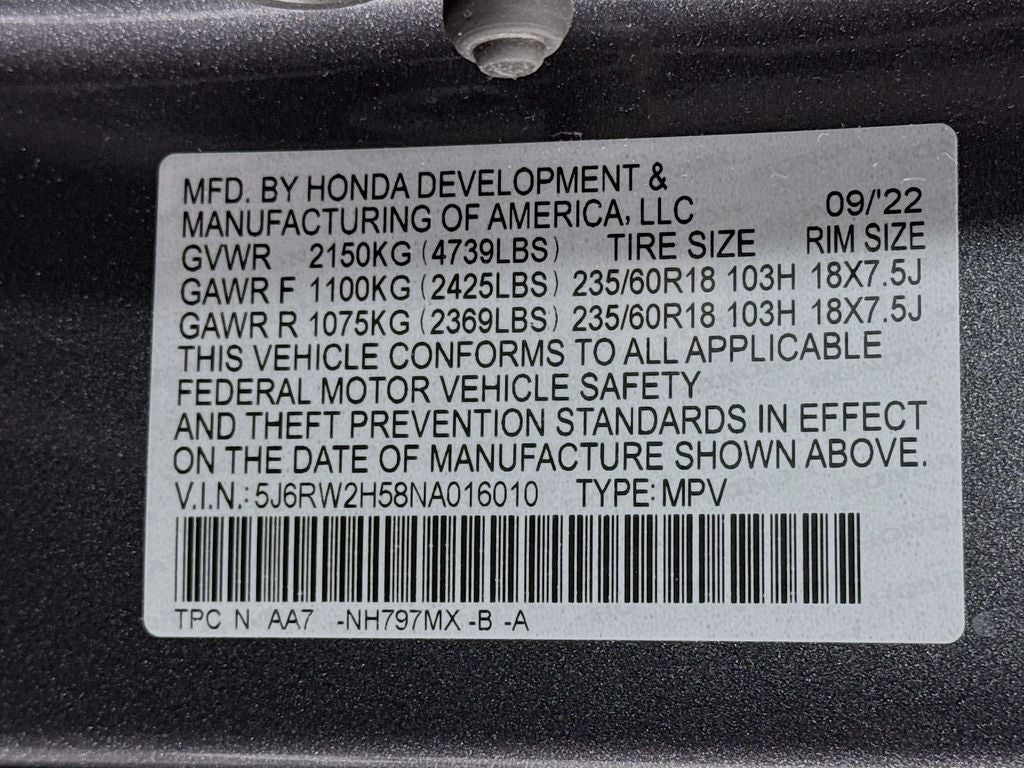 MFD. BY HONDA DEVELOPMENT &
MANUFACTURING OF AMERICA, LLC 09/'22
GVWR 2150KG (4739LBS) TIRE SIZE RIM SIZE
GAWR F 1100KG (2425LBS) 235/60R18 103H 18X7.5J
GAWR R 1075KG (2369LBS) 235/60R18 103H 18X7.5J
THIS VEHICLE CONFORMS TO ALL APPLICABLE
FEDERAL MOTOR VEHICLE SAFETY
AND THEFT PREVENTION STANDARDS IN EFFECT
ON THE DATE OF MANUFACTURE SHOWN ABOVE.
V.I.N.: 5J6RW2H58NA016010 TYPE: MPV
TPC N AA7 -NH797MX -B -A